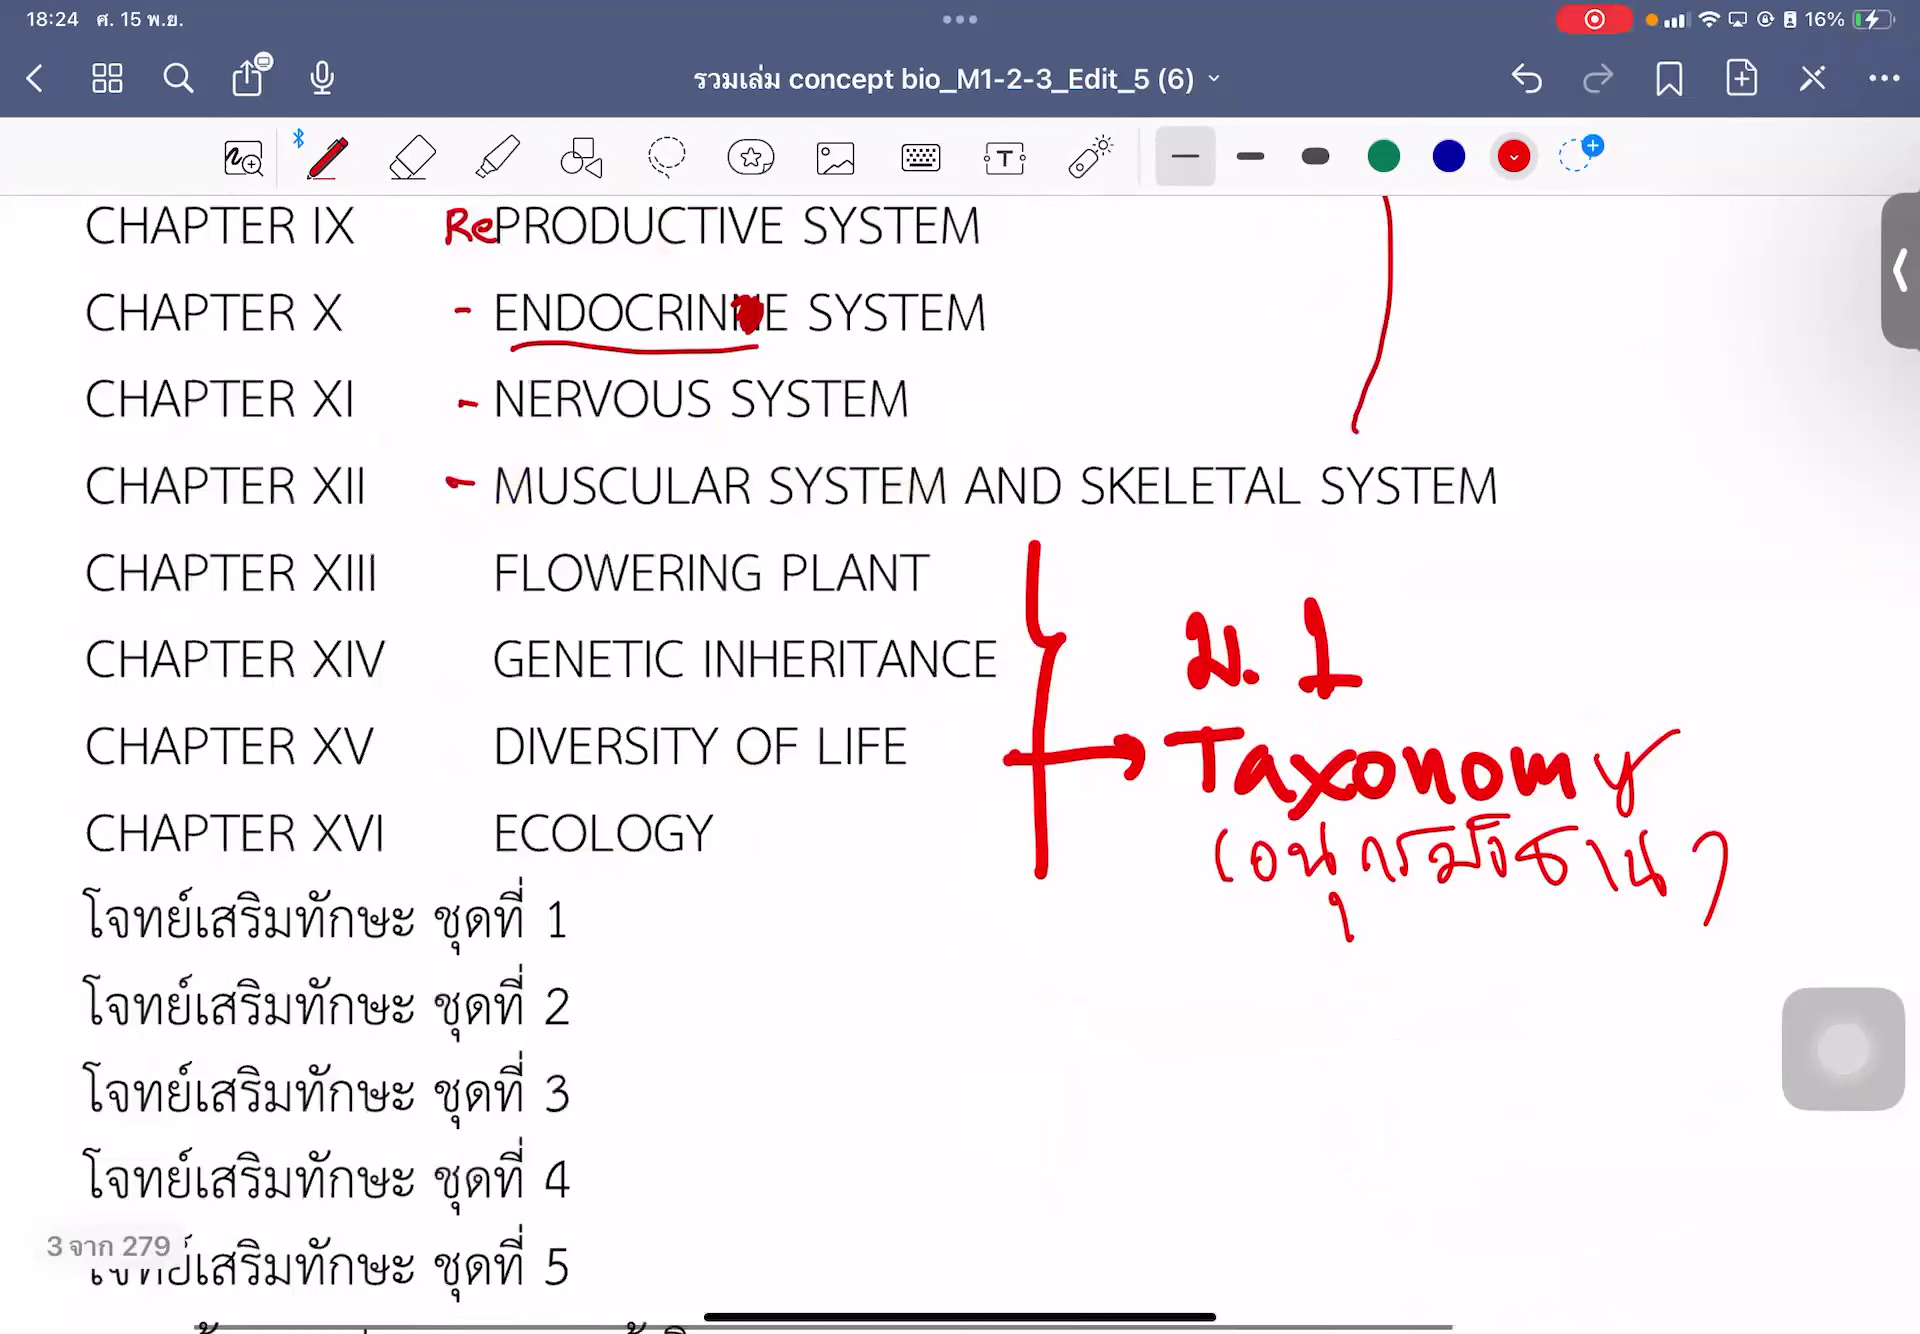 18:24 ศ. 15 พ.ย.
16%
รวมเล่ม concept bio_M1-2-3_Edit_5 (6)
CHAPTER IX RePRODUCTIVE SYSTEM
CHAPTER X - ENDOCRINE SYSTEM
CHAPTER XI - NERVOUS SYSTEM
CHAPTER XII - MUSCULAR SYSTEM AND SKELETAL SYSTEM
CHAPTER XIII FLOWERING PLANT
ม. 1
CHAPTER XIV GENETIC INHERITANCE
CHAPTER XV DIVERSITY OF LIFE
Taxonomy
CHAPTER XVI ECOLOGY
(อนุกรมวิธาน)
โจทย์เสริมทักษะ ชุดที่ 1
โจทย์เสริมทักษะ ชุดที่ 2
โจทย์เสริมทักษะ ชุดที่ 3
โจทย์เสริมทักษะ ชุดที่ 4
3 จาก 279
โจทย์เสริมทักษะ ชุดที่ 5